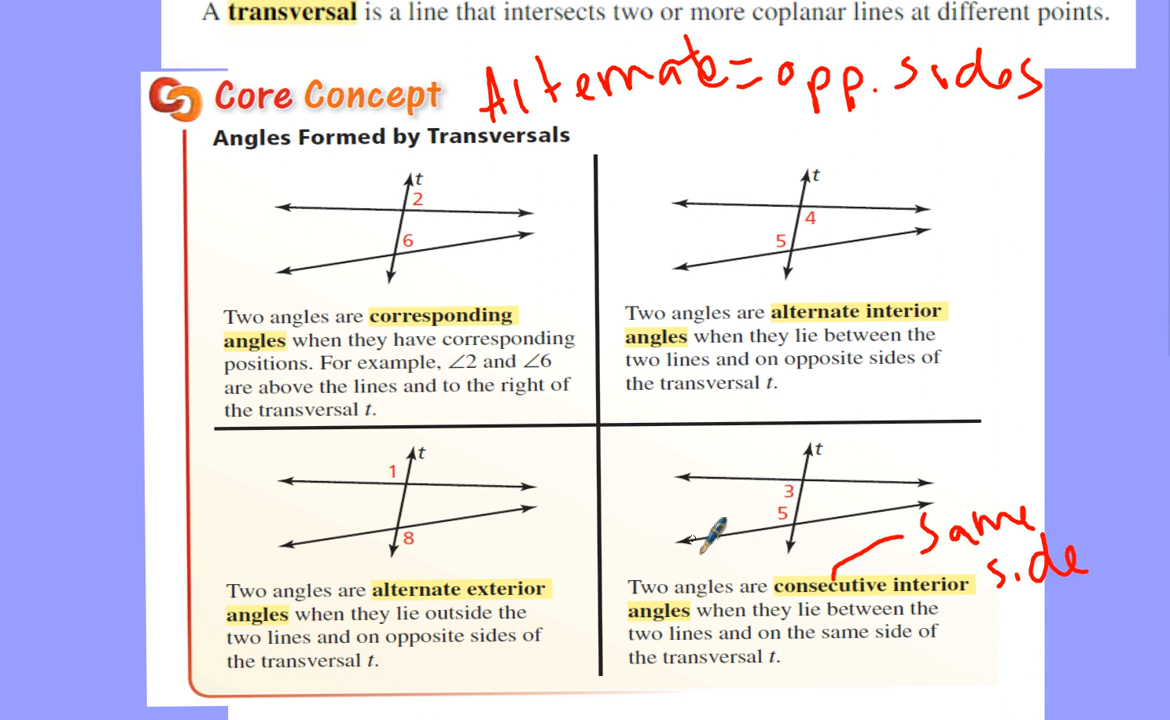 A transversal is a line that intersects two or more coplanar lines at different points.
Core Concept
Alternate = opp. sides
Angles Formed by Transversals
t
2
6
Two angles are corresponding
angles when they have corresponding
positions. For example, ∠2 and ∠6
are above the lines and to the right of
the transversal t.
t
4
5
Two angles are alternate interior
angles when they lie between the
two lines and on opposite sides of
the transversal t.
t
1
8
Two angles are alternate exterior
angles when they lie outside the
two lines and on opposite sides of
the transversal t.
t
3
5
Same
side
Two angles are consecutive interior
angles when they lie between the
two lines and on the same side of
the transversal t.